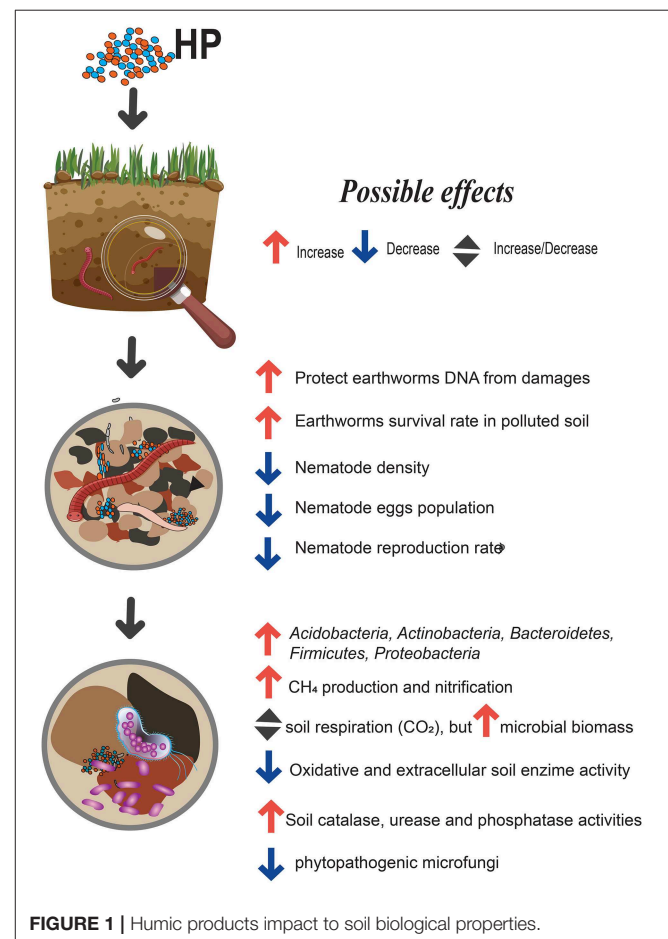 HP
Possible effects
Increase Decrease Increase/Decrease
Protect earthworms DNA from damages
Earthworms survival rate in polluted soil
Nematode density
Nematode eggs population
Nematode reproduction rate
Acidobacteria, Actinobacteria, Bacteroidetes,
Firmicutes, Proteobacteria
CH₄ production and nitrification
soil respiration (CO₂), but microbial biomass
Oxidative and extracellular soil enzime activity
Soil catalase, urease and phosphatase activities
phytopathogenic microfungi
FIGURE 1 | Humic products impact to soil biological properties.